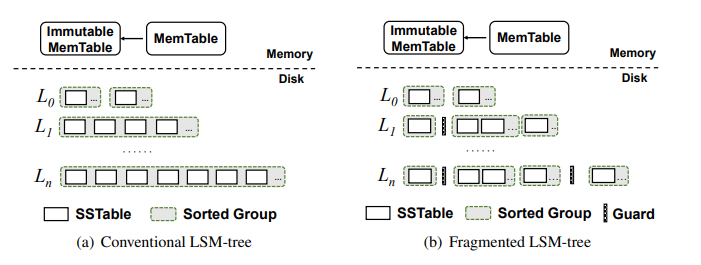 Immutable
MemTable
MemTable
Memory
Disk
L0
...
...
L1
...
......
Ln
...
SSTable
Sorted Group
(a) Conventional LSM-tree
Immutable
MemTable
MemTable
Memory
Disk
L0
...
...
L1
...
...
......
Ln
...
...
...
SSTable
Sorted Group
Guard
(b) Fragmented LSM-tree